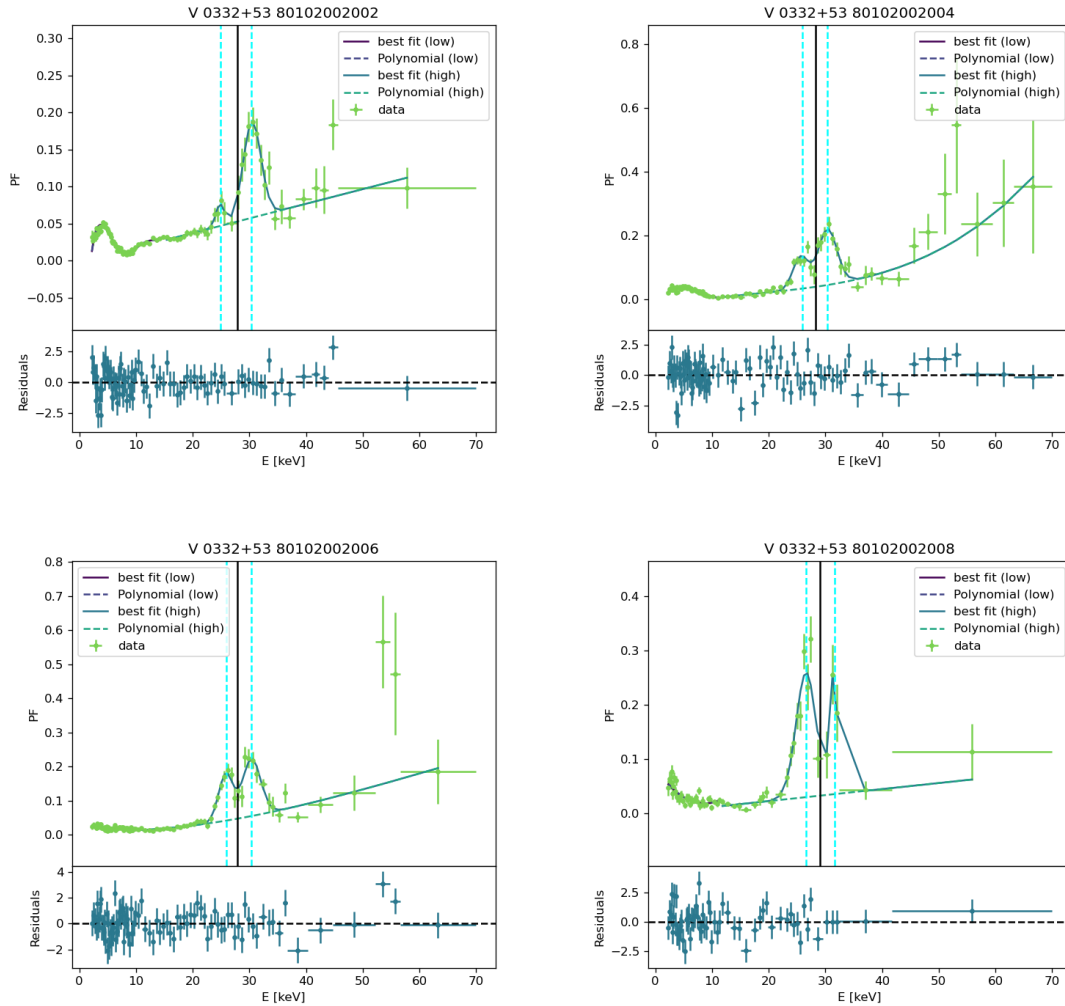 V 0332+53 80102002002
0.30
0.25
0.20
0.15
0.10
0.05
0.00
−0.05
PF
best fit (low)
Polynomial (low)
best fit (high)
Polynomial (high)
data
2.5
0.0
−2.5
Residuals
0 10 20 30 40 50 60 70
E [keV]
V 0332+53 80102002004
0.8
0.6
0.4
0.2
0.0
PF
best fit (low)
Polynomial (low)
best fit (high)
Polynomial (high)
data
2.5
0.0
−2.5
Residuals
0 10 20 30 40 50 60 70
E [keV]
V 0332+53 80102002006
0.8
0.7
0.6
0.5
0.4
0.3
0.2
0.1
0.0
PF
best fit (low)
Polynomial (low)
best fit (high)
Polynomial (high)
data
4
2
0
−2
Residuals
0 10 20 30 40 50 60 70
E [keV]
V 0332+53 80102002008
0.4
0.3
0.2
0.1
0.0
PF
best fit (low)
Polynomial (low)
best fit (high)
Polynomial (high)
data
2.5
0.0
−2.5
Residuals
0 10 20 30 40 50 60 70
E [keV]